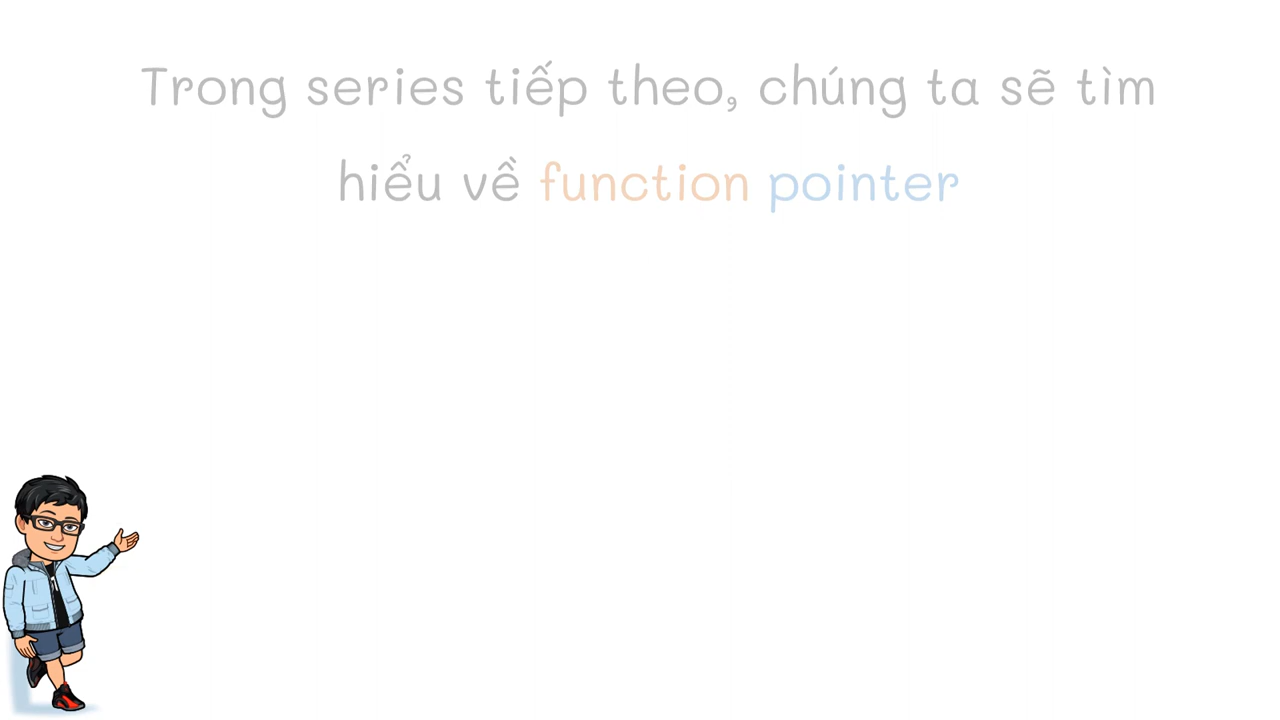 Trong series tiếp theo, chúng ta sẽ tìm
hiểu về function pointer